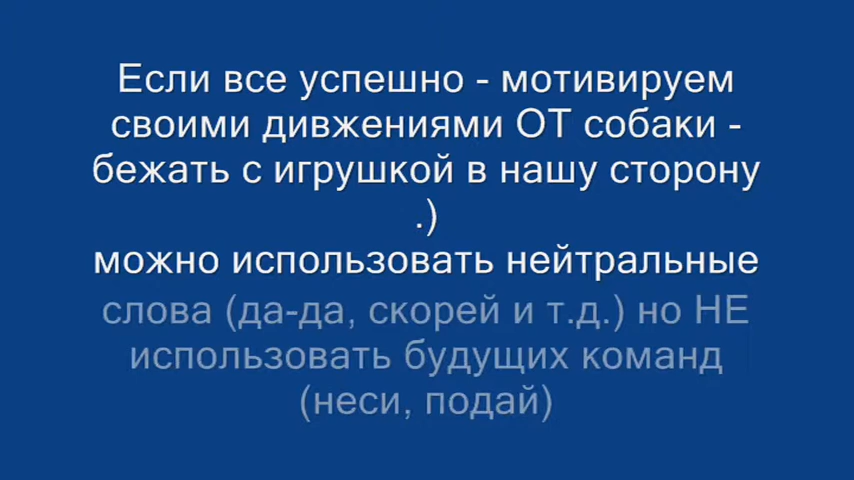 Если все успешно - мотивируем
своими дивжениями ОТ собаки -
бежать с игрушкой в нашу сторону
.)
можно использовать нейтральные
слова (да-да, скорей и т.д.) но НЕ
использовать будущих команд
(неси, подай)